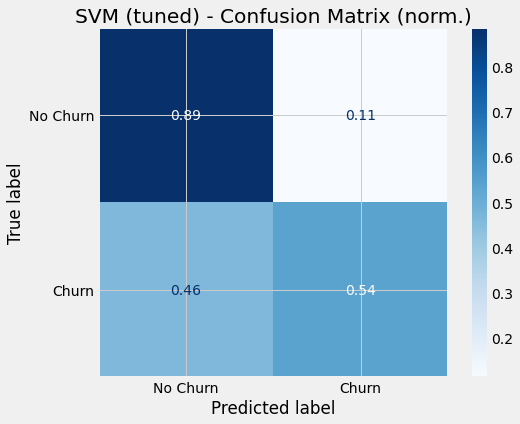 SVM (tuned) - Confusion Matrix (norm.)
True label
No Churn
0.89
0.11
Churn
0.46
0.54
No Churn
Churn
Predicted label
0.8
0.7
0.6
0.5
0.4
0.3
0.2